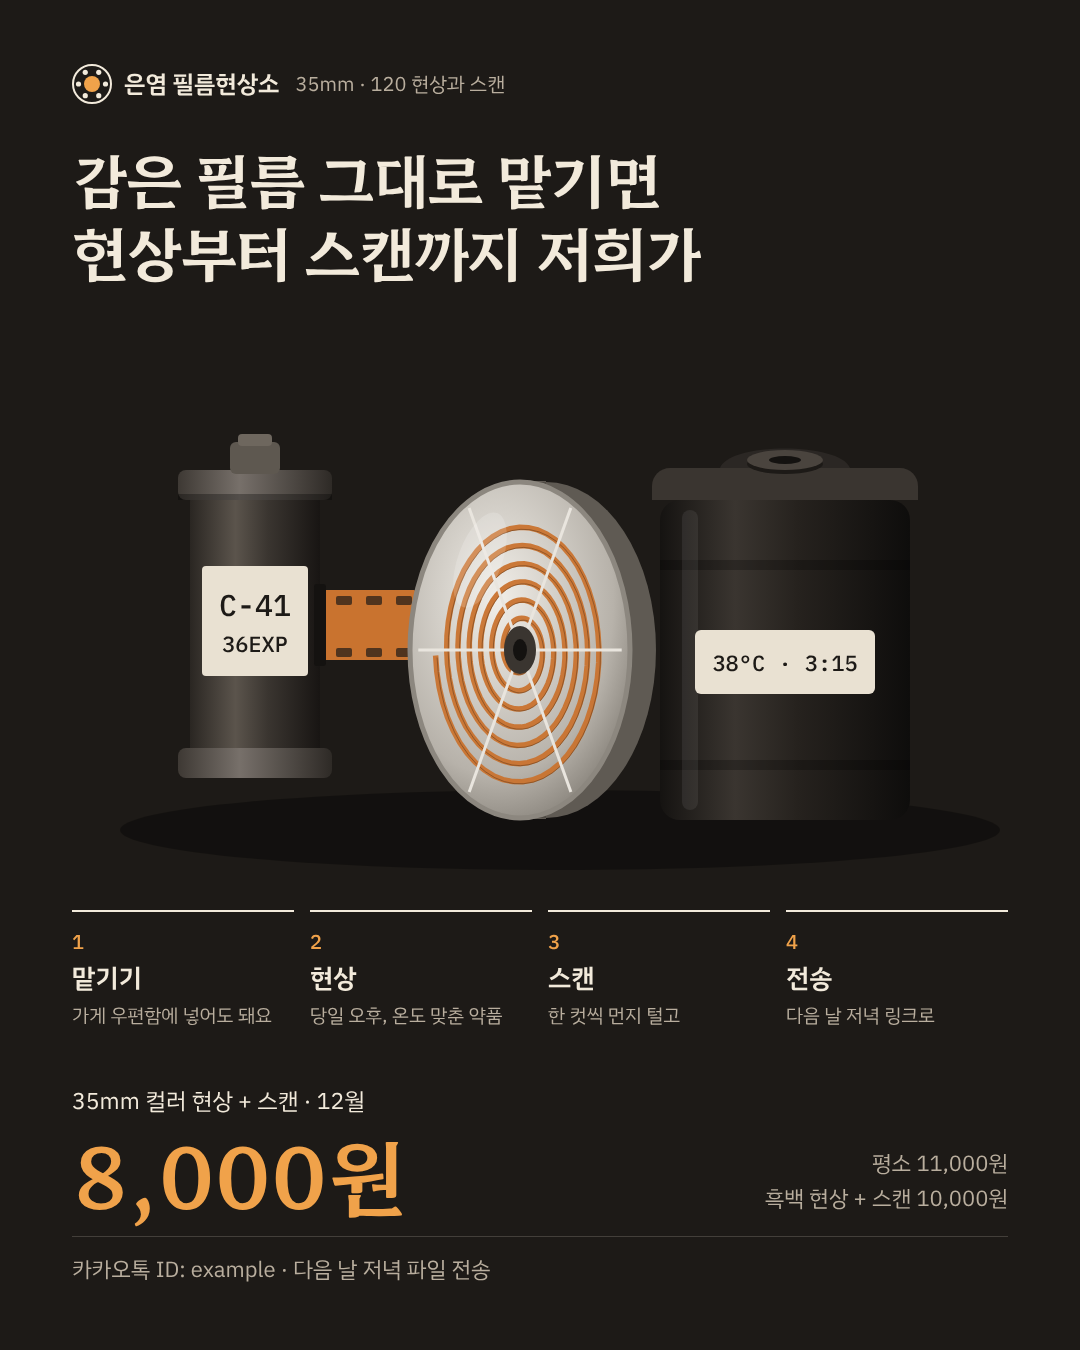 은염 필름현상소 35mm · 120 현상과 스캔
감은 필름 그대로 맡기면
현상부터 스캔까지 저희가
C-41
36EXP
38°C · 3:15
1
맡기기
가게 우편함에 넣어도 돼요
2
현상
당일 오후, 온도 맞춘 약품
3
스캔
한 컷씩 먼지 털고
4
전송
다음 날 저녁 링크로
35mm 컬러 현상 + 스캔 · 12월
8,000원
평소 11,000원
흑백 현상 + 스캔 10,000원
카카오톡 ID: example · 다음 날 저녁 파일 전송